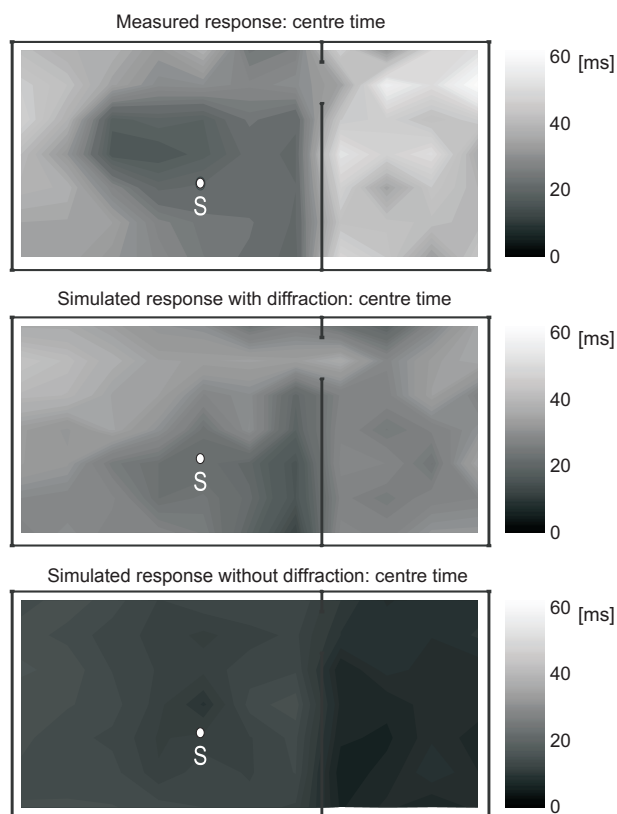 Measured response: centre time
60 [ms]
40
20
0
S
Simulated response with diffraction: centre time
60 [ms]
40
20
0
S
Simulated response without diffraction: centre time
60 [ms]
40
20
0
S